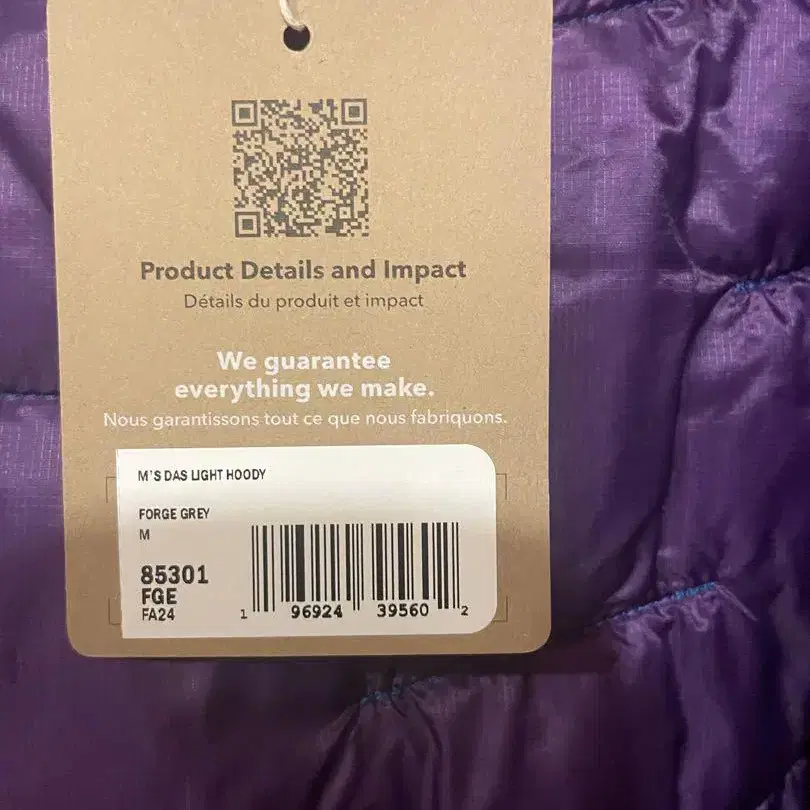 Product Details and Impact
Détails du produit et impact
We guarantee
everything we make.
Nous garantissons tout ce que nous fabriquons.
M'S DAS LIGHT HOODY
FORGE GREY
M
85301
FGE
FA24
1 96924 39560 2